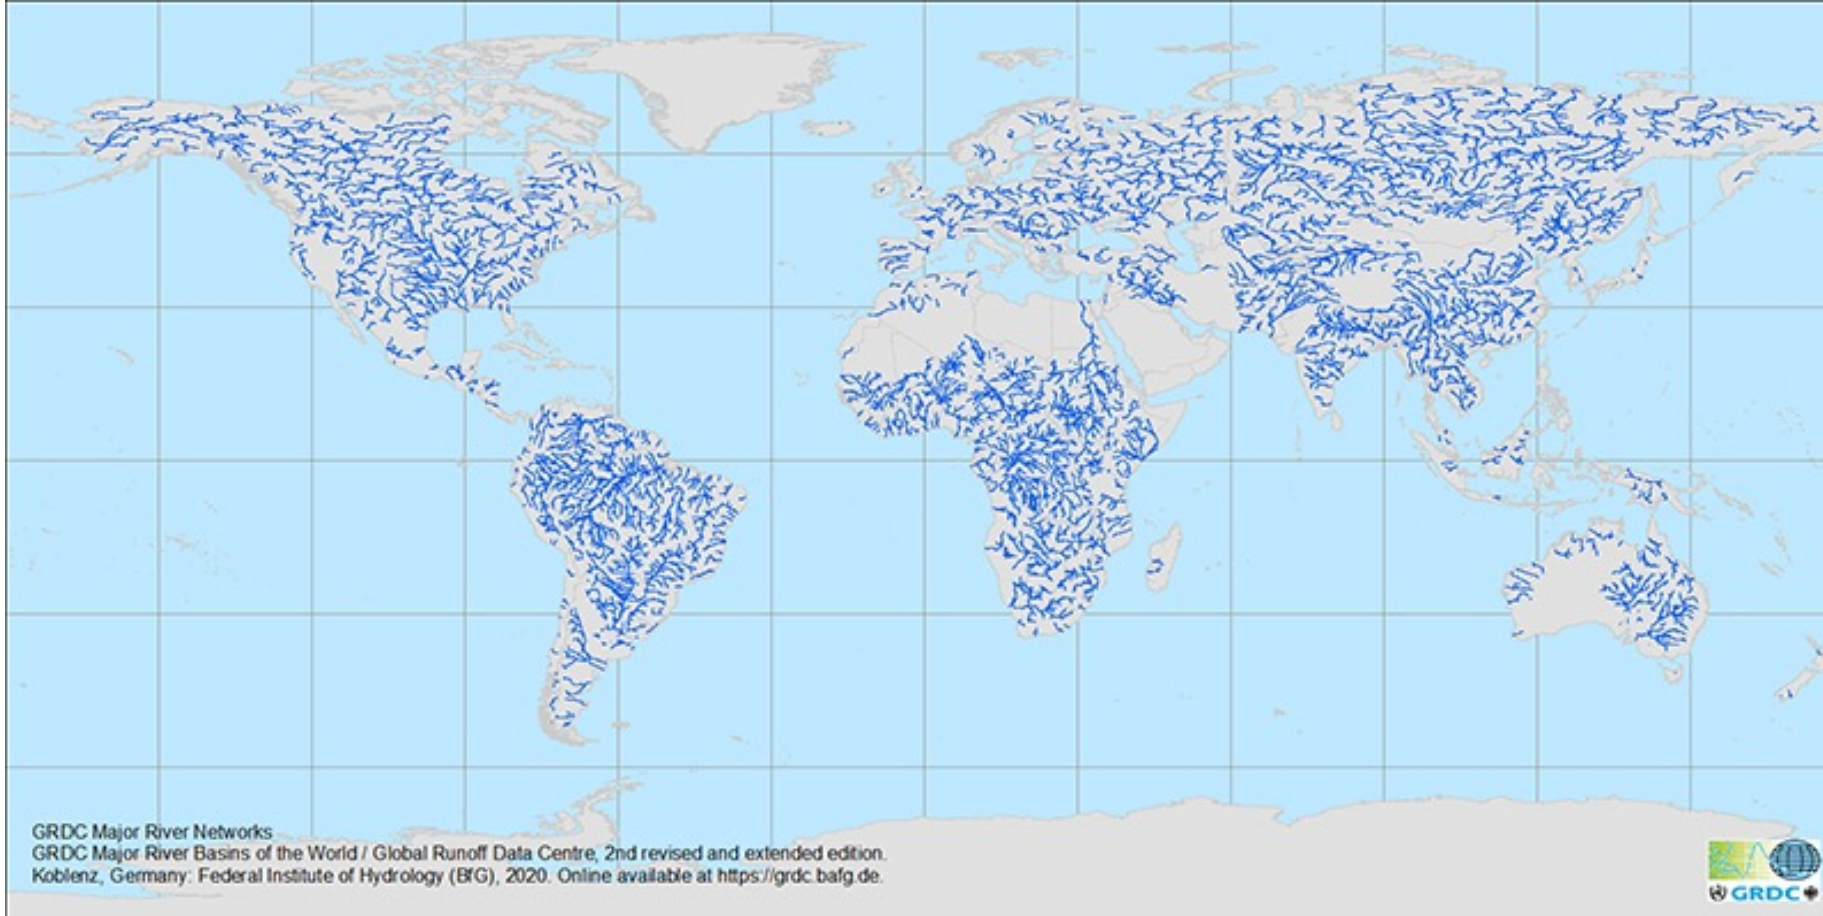 GRDC Major River Networks
GRDC Major River Basins of the World / Global Runoff Data Centre, 2nd revised and extended edition.
Koblenz, Germany: Federal Institute of Hydrology (BfG), 2020. Online available at https://grdc.bafg.de.
GRDC